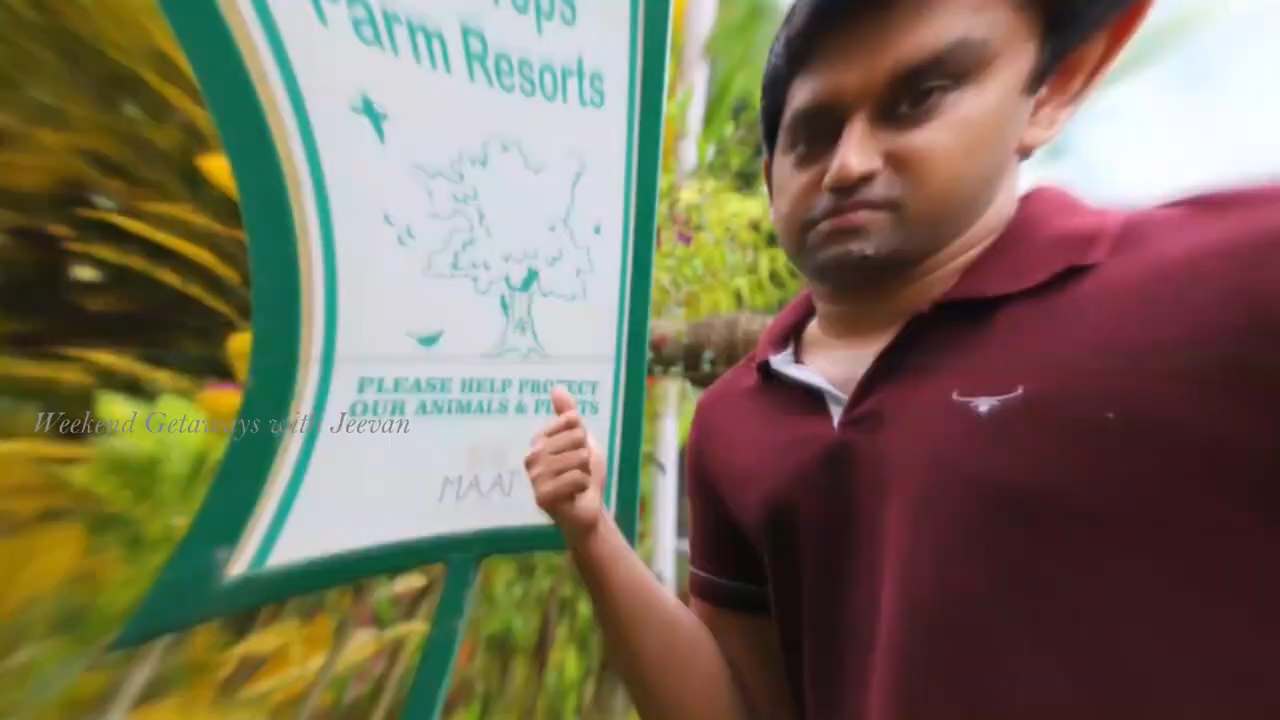 Farm Resorts
PLEASE HELP PROTECT
OUR ANIMALS & PLANTS
Weekend Getaways with Jeevan